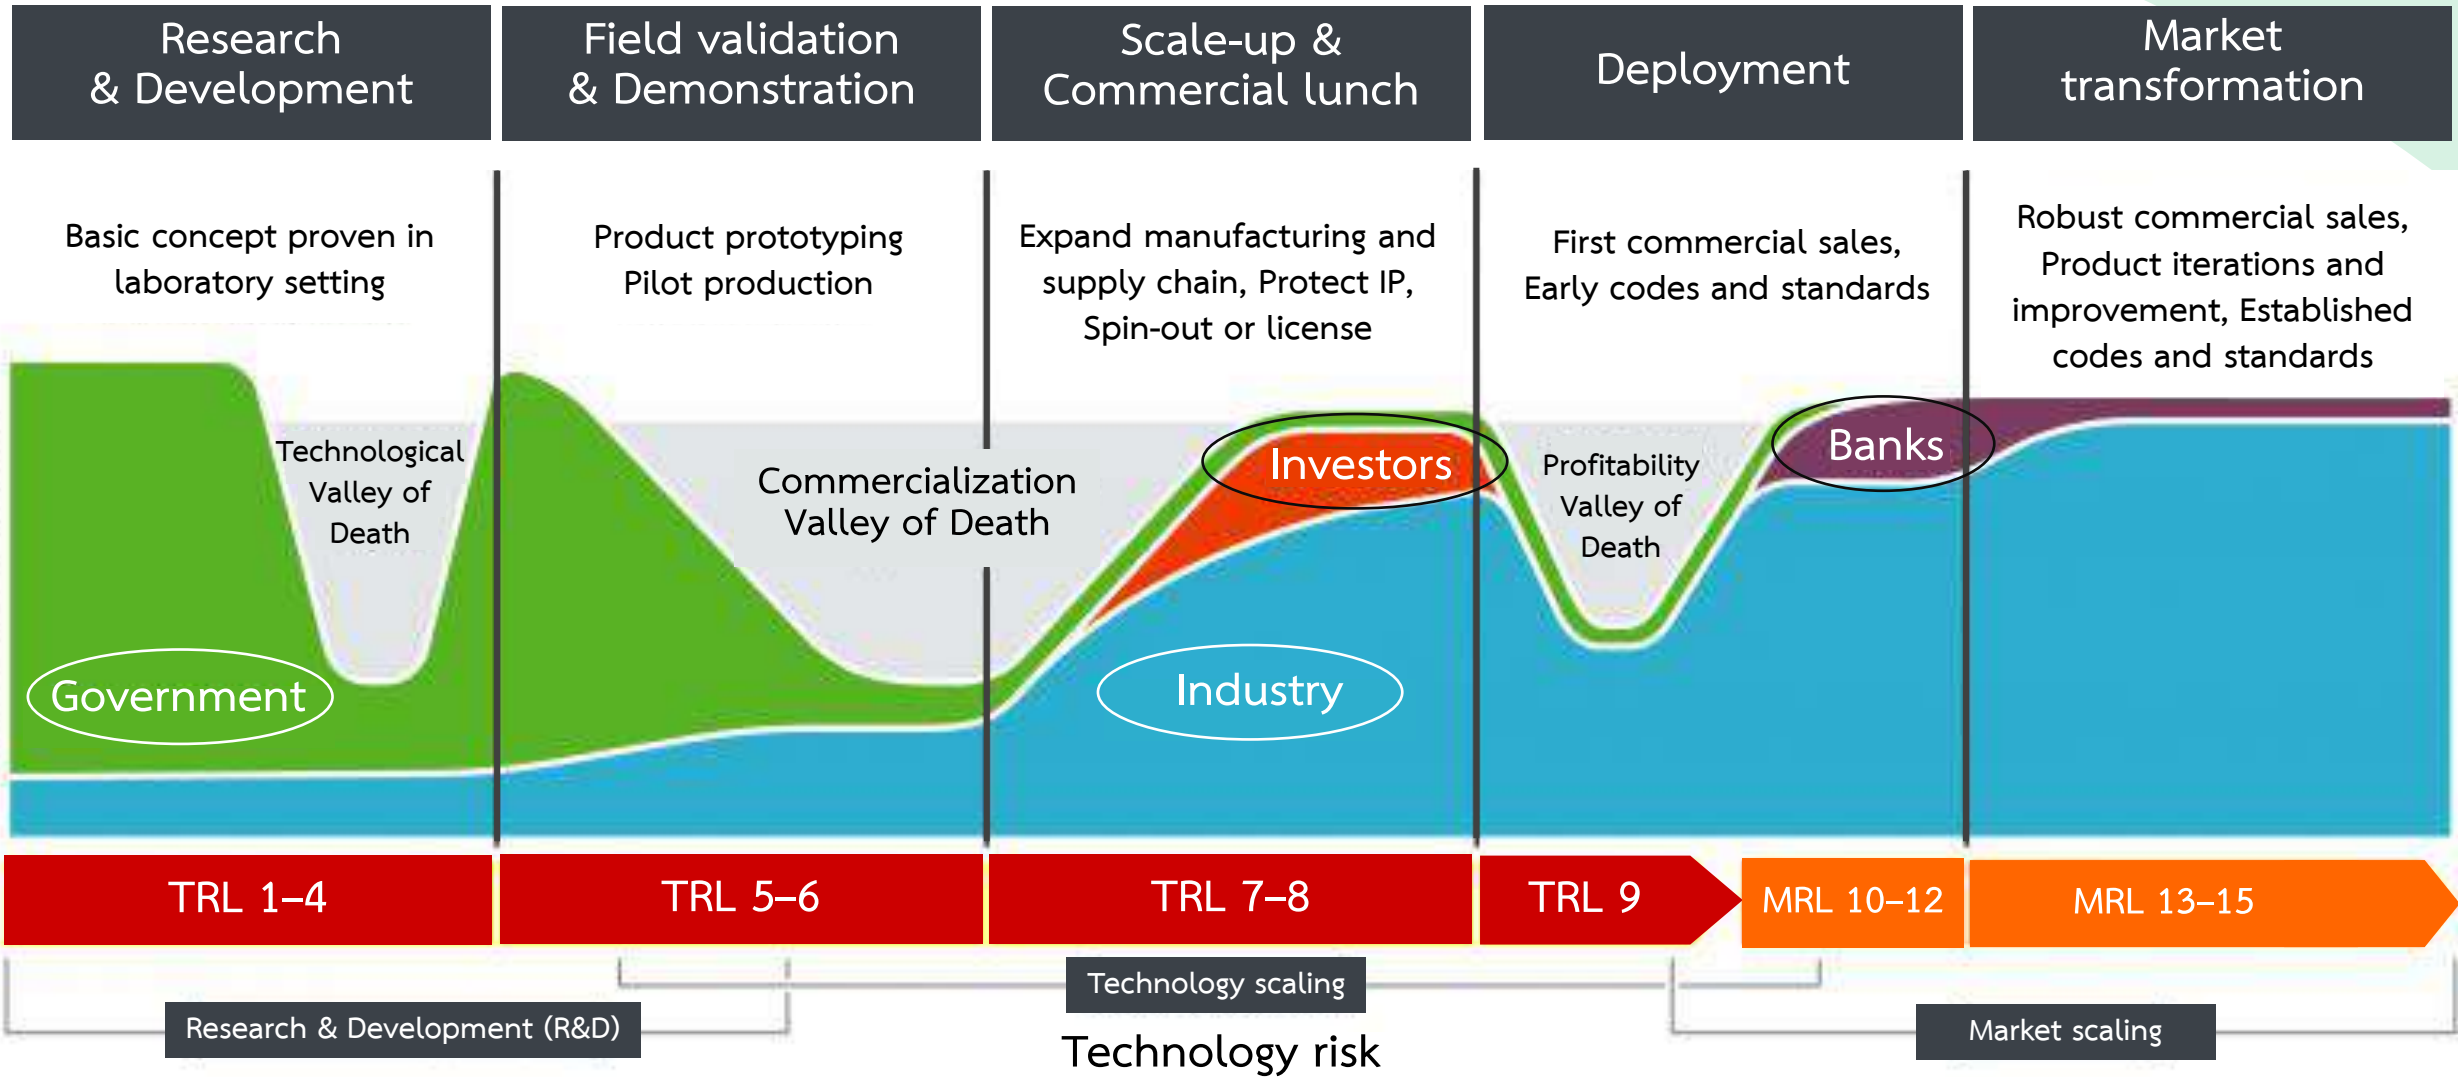 Research
& Development
Field validation
& Demonstration
Scale-up &
Commercial lunch
Deployment
Market
transformation
Basic concept proven in
laboratory setting
Product prototyping
Pilot production
Expand manufacturing and
supply chain, Protect IP,
Spin-out or license
First commercial sales,
Early codes and standards
Robust commercial sales,
Product iterations and
improvement, Established
codes and standards
Technological
Valley of
Death
Commercialization
Valley of Death
Investors
Profitability
Valley of
Death
Banks
Government
Industry
TRL 1–4
TRL 5–6
TRL 7–8
TRL 9
MRL 10–12
MRL 13–15
Technology scaling
Research & Development (R&D)
Market scaling
Technology risk